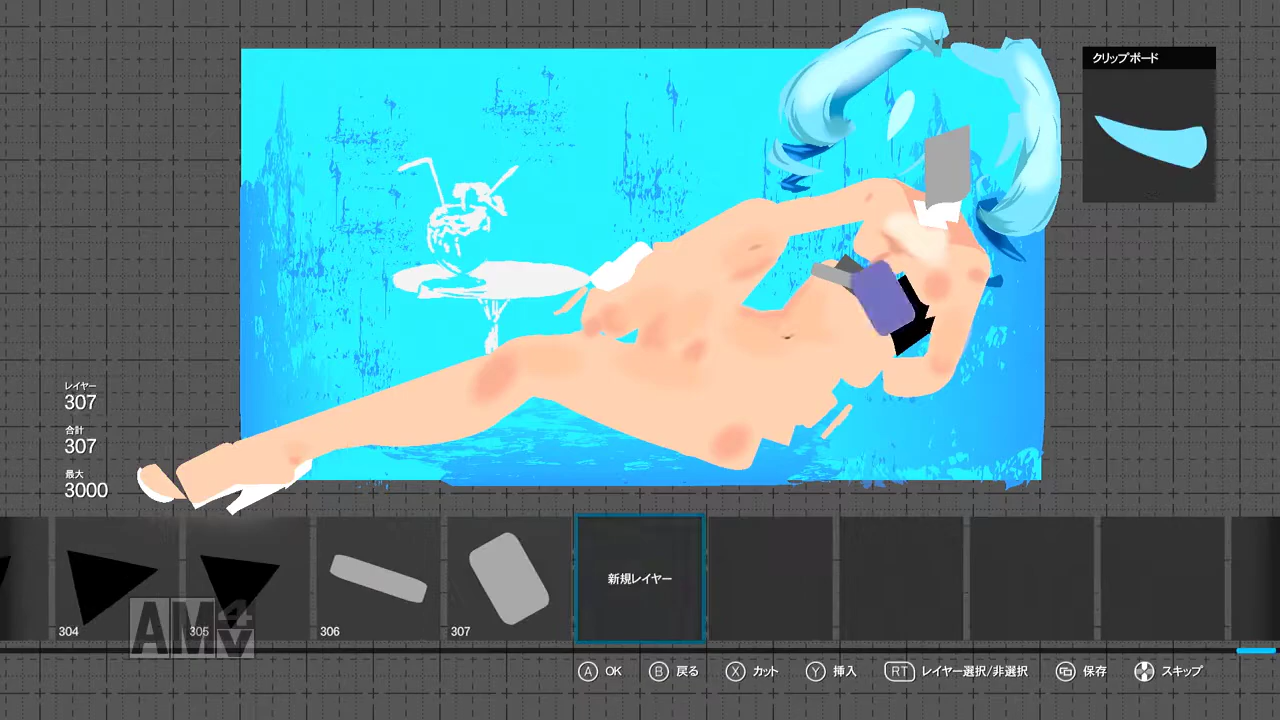 クリップボード
レイヤー
307
合計
307
最大
3000
新規レイヤー
304
305
306
307
AM4V
A OK
B 戻る
X カット
Y 挿入
RT レイヤー選択/非選択
保存
スキップ